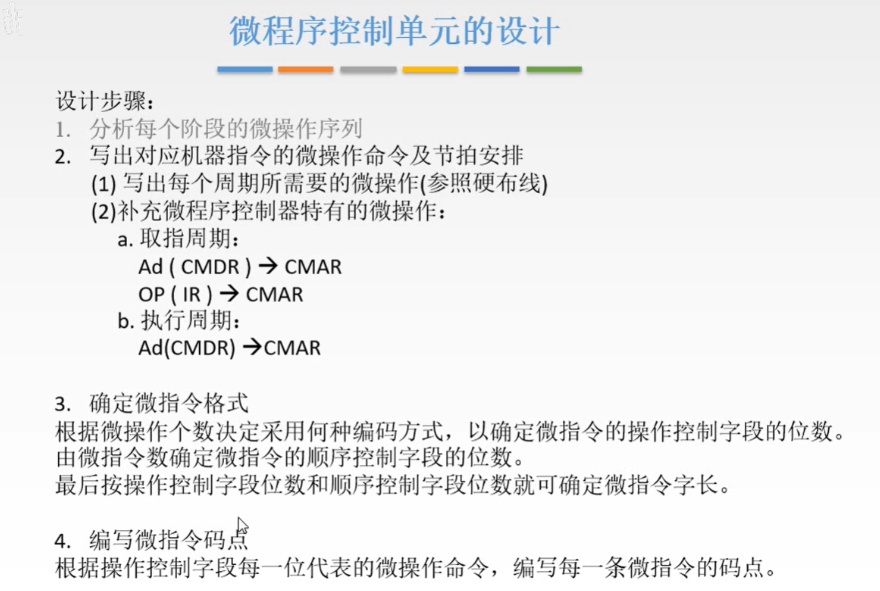 微程序控制单元的设计
设计步骤：
1. 分析每个阶段的微操作序列
2. 写出对应机器指令的微操作命令及节拍安排
(1) 写出每个周期所需要的微操作(参照硬布线)
(2)补充微程序控制器特有的微操作：
a. 取指周期：
Ad ( CMDR ) → CMAR
OP ( IR ) → CMAR
b. 执行周期：
Ad(CMDR) →CMAR
3. 确定微指令格式
根据微操作个数决定采用何种编码方式，以确定微指令的操作控制字段的位数。
由微指令数确定微指令的顺序控制字段的位数。
最后按操作控制字段位数和顺序控制字段位数就可确定微指令字长。
4. 编写微指令码点
根据操作控制字段每一位代表的微操作命令，编写每一条微指令的码点。